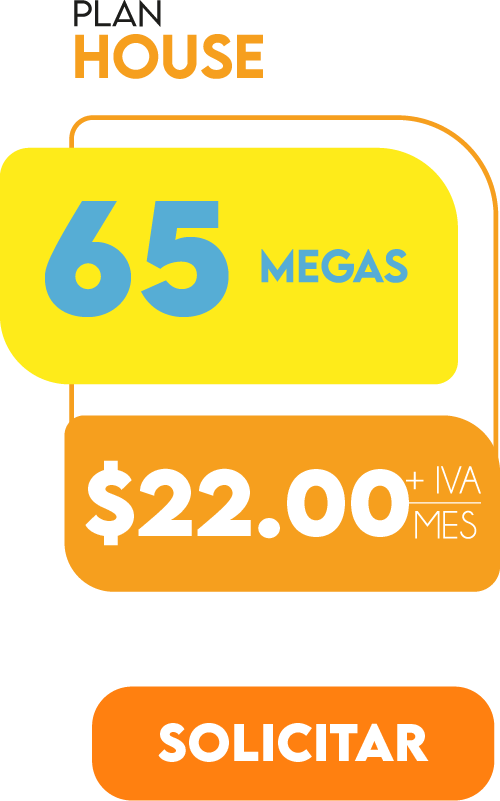 PLAN
HOUSE
65 MEGAS
$22.00 + IVA
MES
SOLICITAR